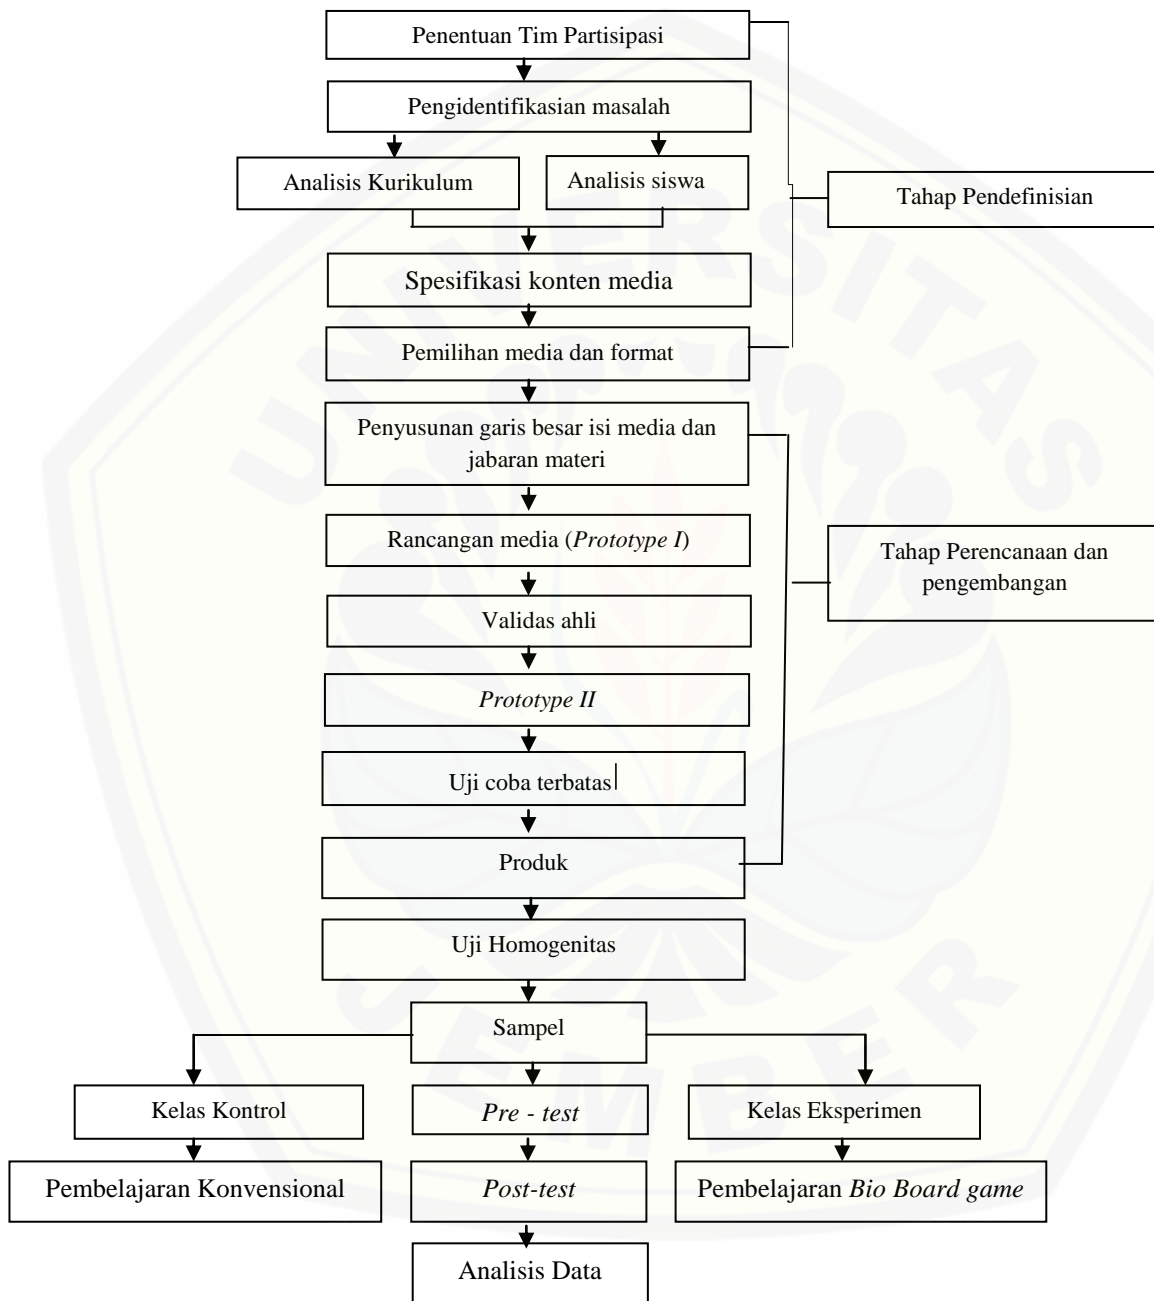 Penentuan Tim Partisipasi
Pengidentifikasian masalah
Analisis Kurikulum
Analisis siswa
Tahap Pendefinisian
Spesifikasi konten media
Pemilihan media dan format
Penyusunan garis besar isi media dan
jabaran materi
Rancangan media (Prototype I)
Tahap Perencanaan dan
pengembangan
Validas ahli
Prototype II
Uji coba terbatas
Produk
Uji Homogenitas
Sampel
Kelas Kontrol
Pre - test
Kelas Eksperimen
Pembelajaran Konvensional
Post-test
Pembelajaran Bio Board game
Analisis Data
UNIVERSITAS
JEMBER